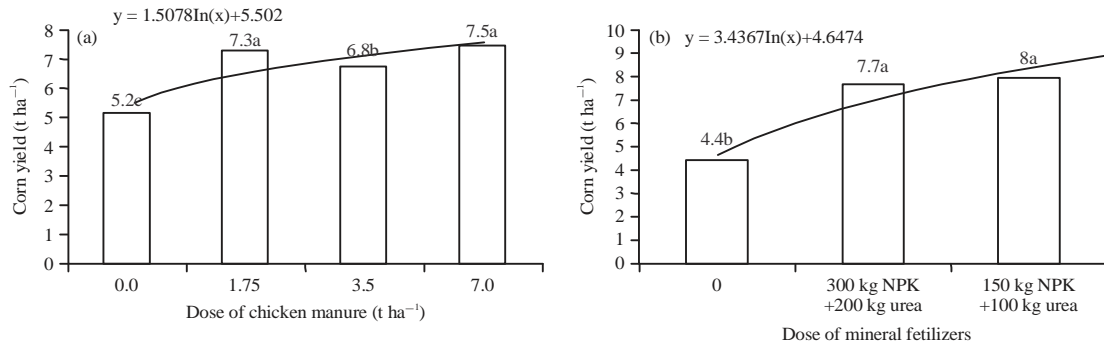 y = 1.5078In(x)+5.502
(a)
8
7
6
5
4
3
2
1
0
Corn yield (t ha⁻¹)
5.2c
7.3a
6.8b
7.5a
0.0 1.75 3.5 7.0
Dose of chicken manure (t ha⁻¹)
(b) y = 3.4367In(x)+4.6474
10
9
8
7
6
5
4
3
2
1
0
Corn yield (t ha⁻¹)
4.4b
7.7a
8a
0 300 kg NPK 150 kg NPK
+200 kg urea +100 kg urea
Dose of mineral fetilizers